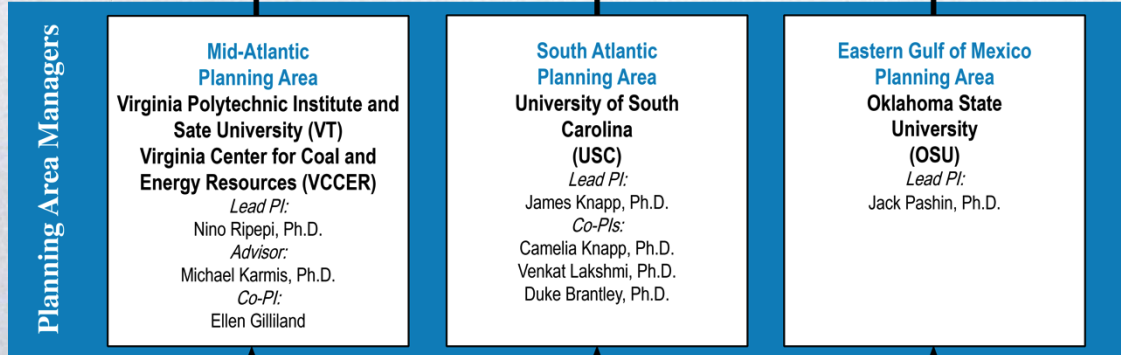 Planning Area Managers
Mid-Atlantic
Planning Area
Virginia Polytechnic Institute and
Sate University (VT)
Virginia Center for Coal and
Energy Resources (VCCER)
Lead PI:
Nino Ripepi, Ph.D.
Advisor:
Michael Karmis, Ph.D.
Co-PI:
Ellen Gilliland
South Atlantic
Planning Area
University of South
Carolina
(USC)
Lead PI:
James Knapp, Ph.D.
Co-PIs:
Camelia Knapp, Ph.D.
Venkat Lakshmi, Ph.D.
Duke Brantley, Ph.D.
Eastern Gulf of Mexico
Planning Area
Oklahoma State
University
(OSU)
Lead PI:
Jack Pashin, Ph.D.